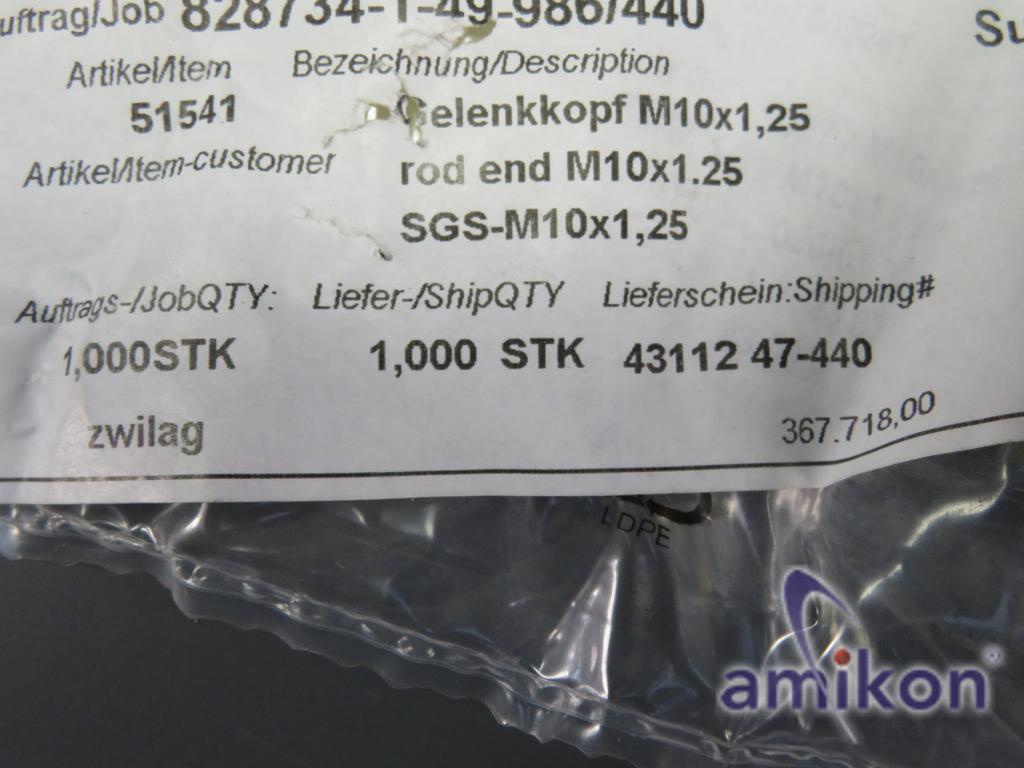 uftrag/Job 828734-1-49-986/440
Artikel/Item Bezeichnung/Description
51541 Gelenkkopf M10x1,25
Artikel/Item-customer rod end M10x1.25
SGS-M10x1,25
Auftrags-/JobQTY: Liefer-/ShipQTY Lieferschein:Shipping#
1,000STK 1,000 STK 43112 47-440
zwilag 367.718,00
LDPE
amikon®